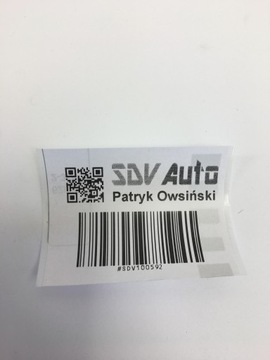 SDV Auto
Patryk Owsiński
#SDV100592